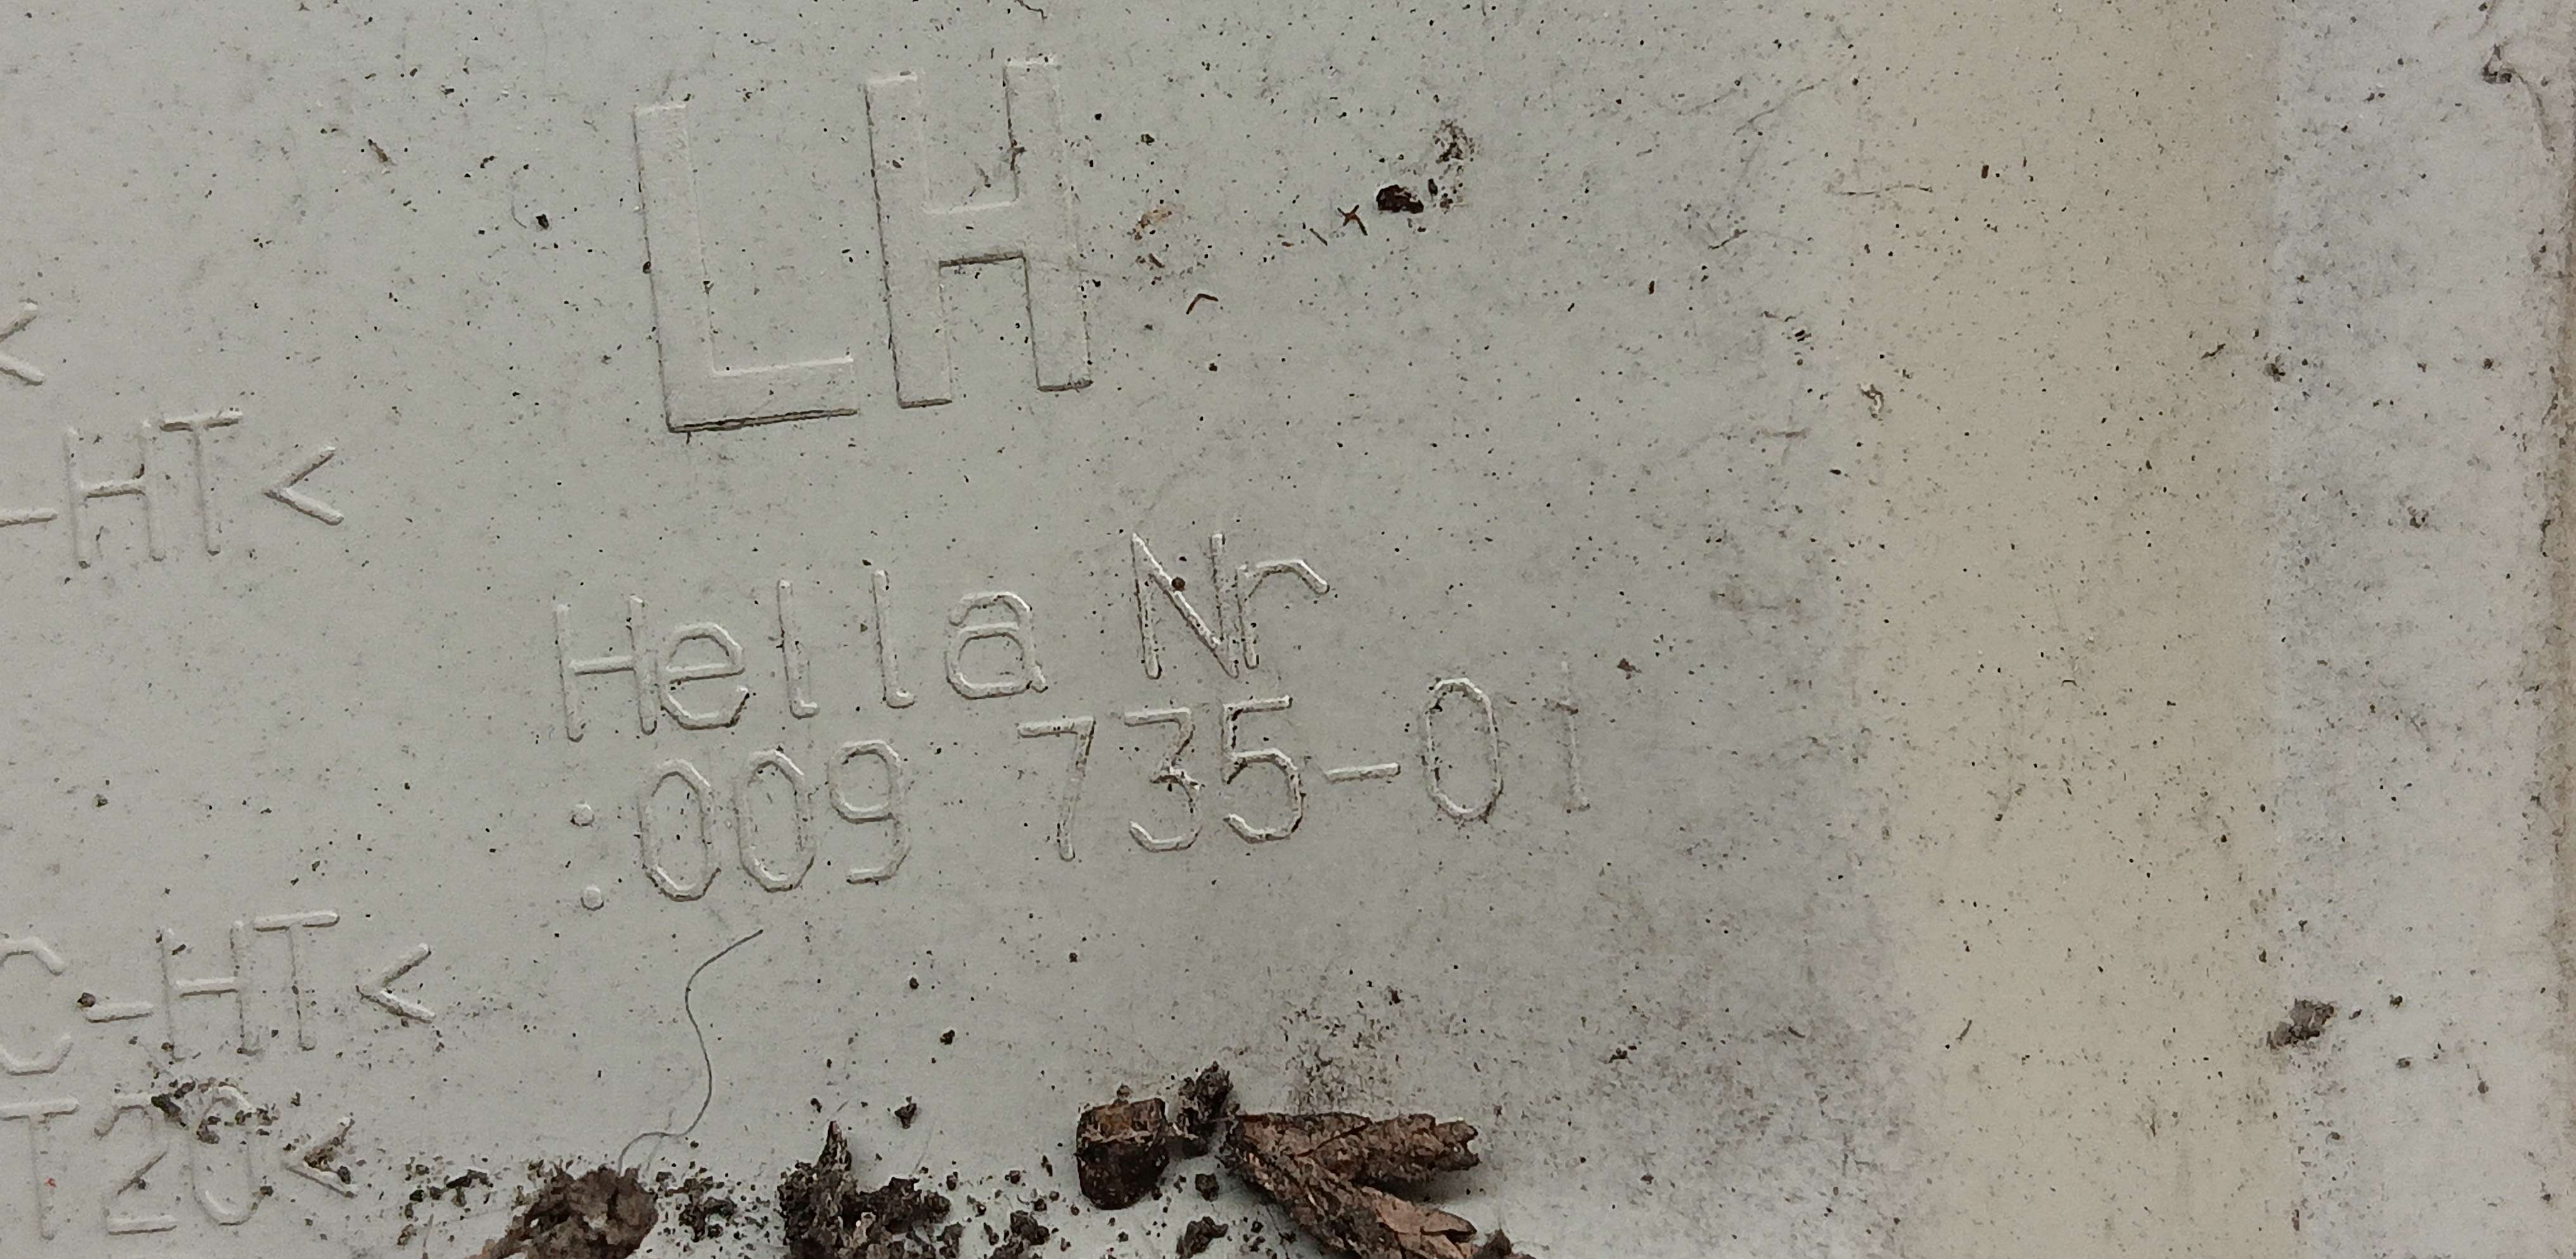 LH
<
-HT<
Hella Nr
:009 735-01
C-HT<
T20<